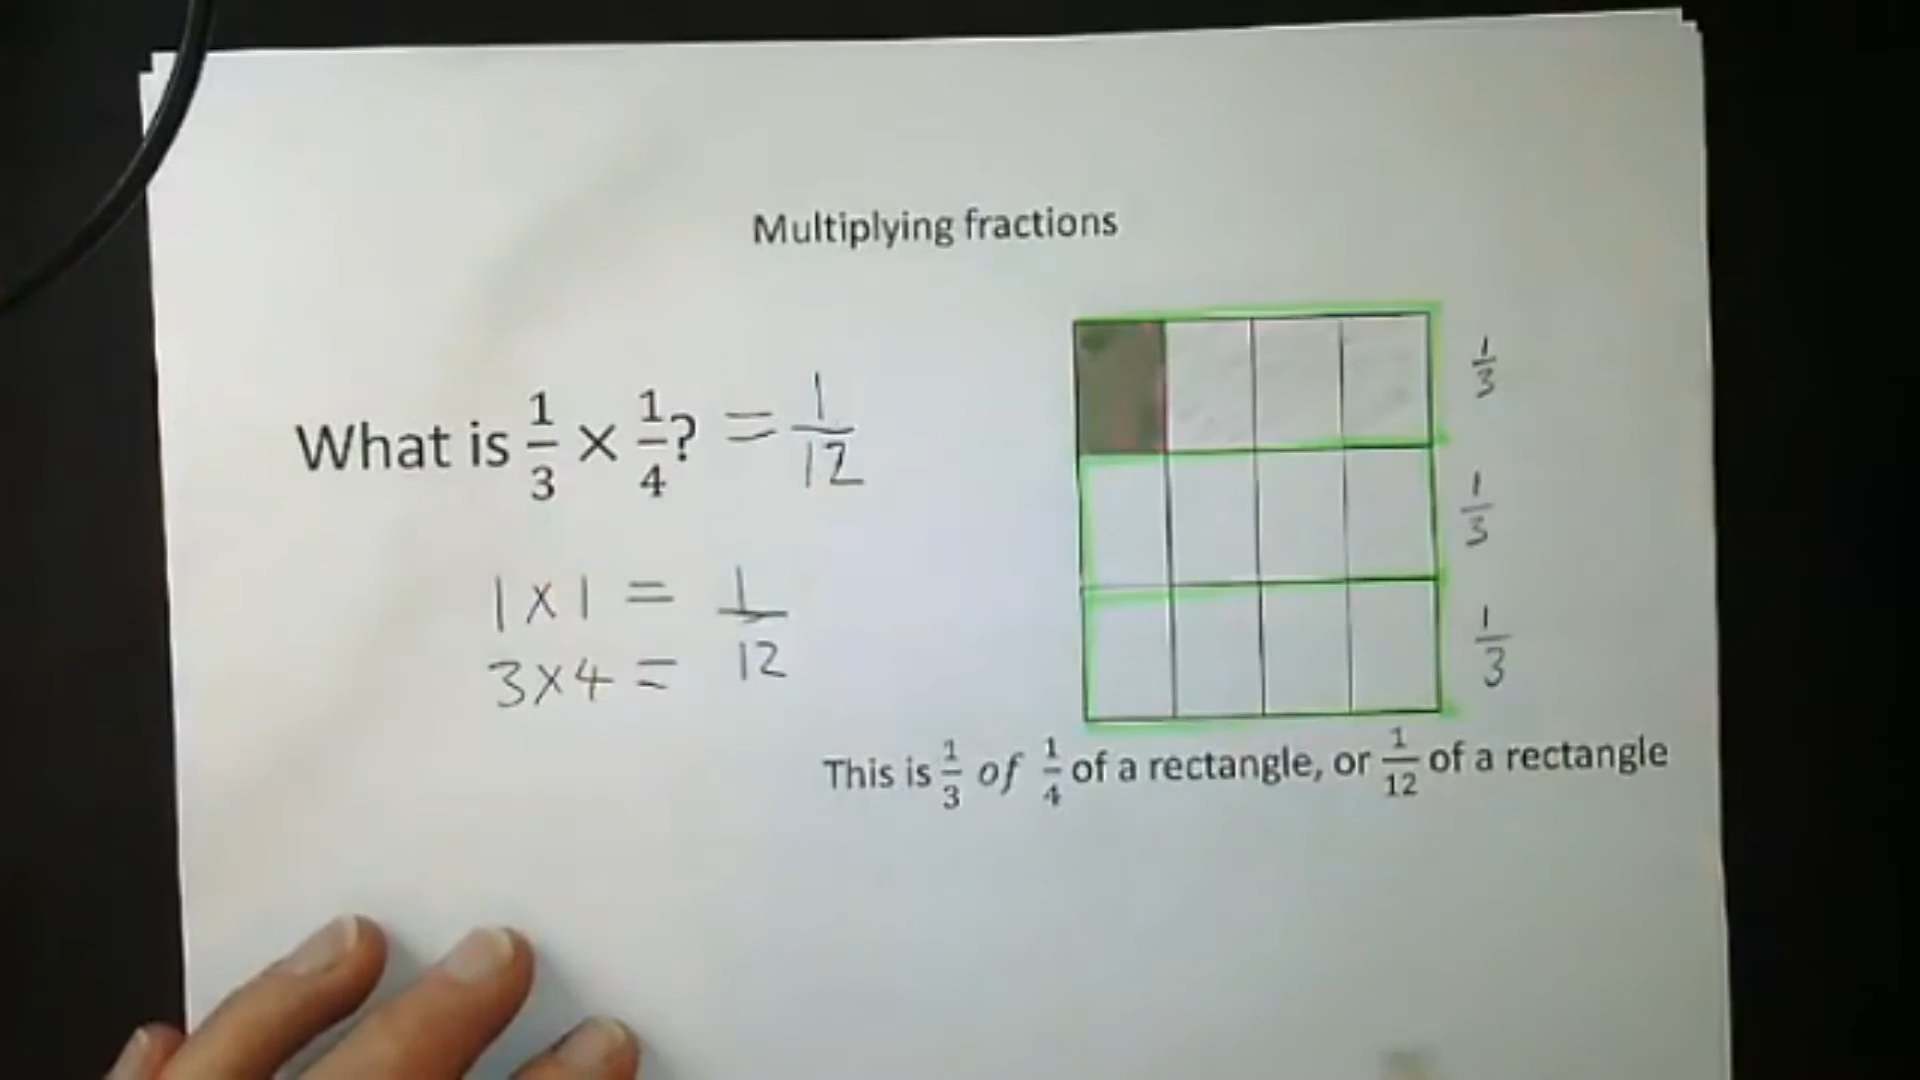 Multiplying fractions
What is 1/3 × 1/4? = 1/12
1 × 1 = 1
3 × 4 = 12
1/3
1/3
1/3
This is 1/3 of 1/4 of a rectangle, or 1/12 of a rectangle